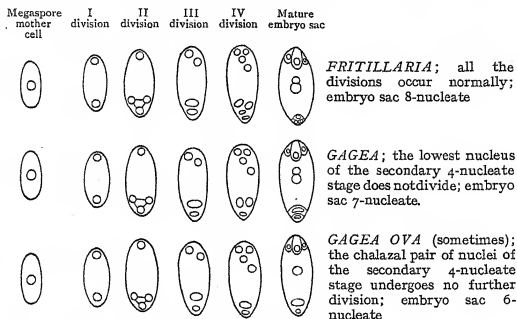 Megaspore mother cell
I division
II division
III division
IV division
Mature embryo sac
FRITILLARIA; all the
divisions occur normally;
embryo sac 8-nucleate
GAGEA; the lowest nucleus
of the secondary 4-nucleate
stage does notdivide; embryo
sac 7-nucleate.
GAGEA OVA (sometimes);
the chalazal pair of nuclei of
the secondary 4-nucleate
stage undergoes no further
division; embryo sac 6-
nucleate